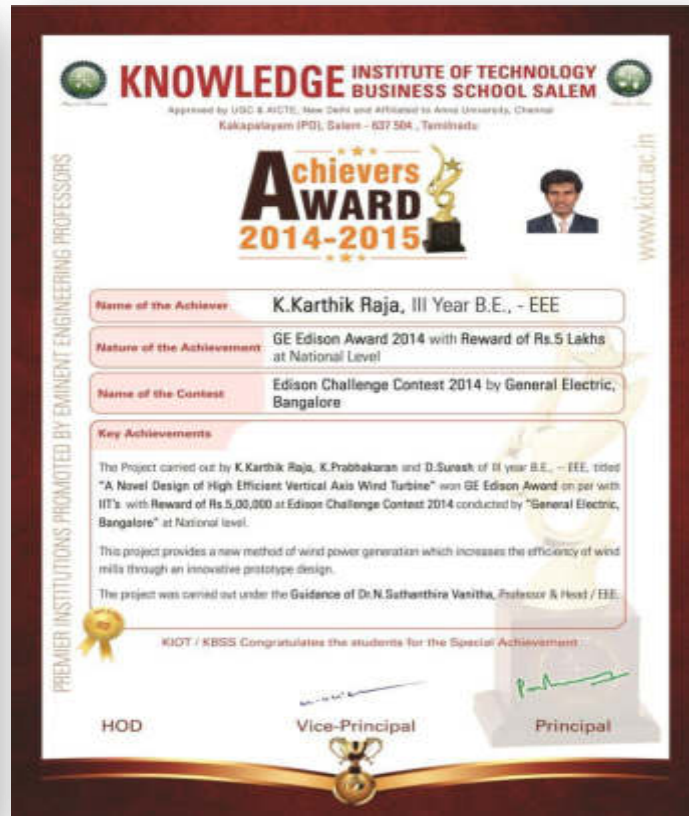 KNOWLEDGE INSTITUTE OF TECHNOLOGY
BUSINESS SCHOOL SALEM
Approved by UGC & AICTE, New Delhi and Affiliated to Anna University, Chennai
Kakapalayam (PO), Salem - 637 504 , Tamilnadu
PREMIER INSTITUTIONS PROMOTED BY EMINENT ENGINEERING PROFESSORS
www.kiot.ac.in
Achievers
AWARD
2014-2015
Name of the Achiever K.Karthik Raja, III Year B.E., - EEE
Nature of the Achievement GE Edison Award 2014 with Reward of Rs.5 Lakhs
at National Level
Name of the Contest Edison Challenge Contest 2014 by General Electric,
Bangalore
Key Achievements
The Project carried out by K.Karthik Raja, K.Prabhakaran and D.Suresh of III year B.E., – EEE, titled
"A Novel Design of High Efficient Vertical Axis Wind Turbine" won GE Edison Award on par with
IIT's with Reward of Rs.5,00,000 at Edison Challenge Contest 2014 conducted by "General Electric,
Bangalore" at National level.
This project provides a new method of wind power generation which increases the efficiency of wind
mills through an innovative prototype design.
The project was carried out under the Guidance of Dr.N.Suthanthira Vanitha, Professor & Head / EEE.
KIOT / KBSS Congratulates the students for the Special Achievement
HOD Vice-Principal Principal